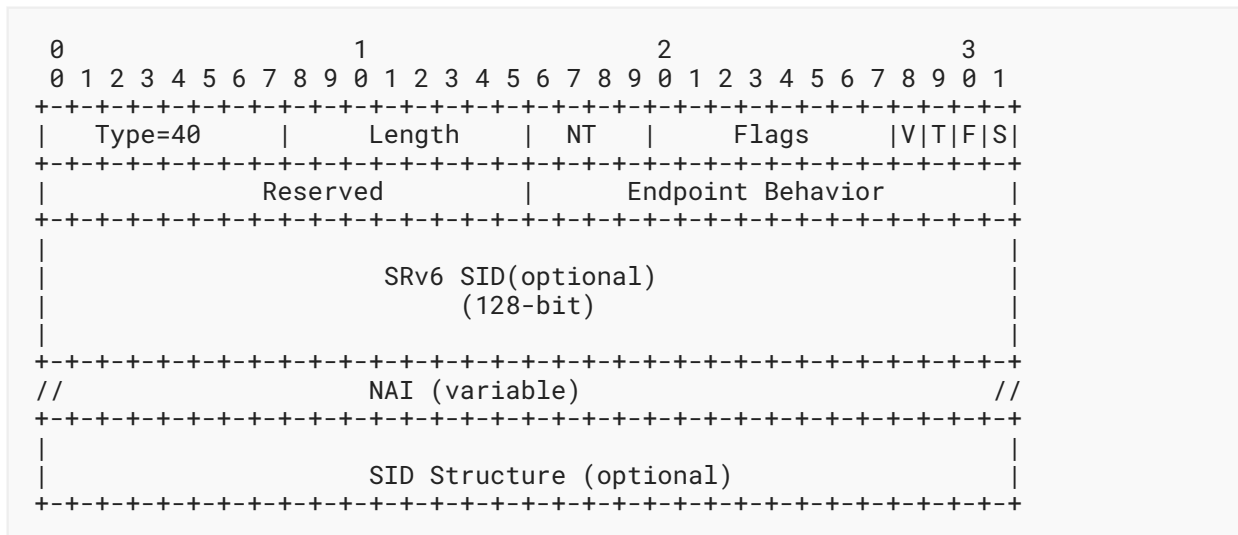 0                   1                   2                   3
 0 1 2 3 4 5 6 7 8 9 0 1 2 3 4 5 6 7 8 9 0 1 2 3 4 5 6 7 8 9 0 1
+-+-+-+-+-+-+-+-+-+-+-+-+-+-+-+-+-+-+-+-+-+-+-+-+-+-+-+-+-+-+-+-+
|   Type=40     |     Length    |  NT   |     Flags     |V|T|F|S|
+-+-+-+-+-+-+-+-+-+-+-+-+-+-+-+-+-+-+-+-+-+-+-+-+-+-+-+-+-+-+-+-+
|              Reserved         |      Endpoint Behavior        |
+-+-+-+-+-+-+-+-+-+-+-+-+-+-+-+-+-+-+-+-+-+-+-+-+-+-+-+-+-+-+-+-+
|                                                               |
|                      SRv6 SID(optional)                       |
|                           (128-bit)                           |
|                                                               |
+-+-+-+-+-+-+-+-+-+-+-+-+-+-+-+-+-+-+-+-+-+-+-+-+-+-+-+-+-+-+-+-+
//                    NAI (variable)                           //
+-+-+-+-+-+-+-+-+-+-+-+-+-+-+-+-+-+-+-+-+-+-+-+-+-+-+-+-+-+-+-+-+
|                                                               |
|                     SID Structure (optional)                  |
+-+-+-+-+-+-+-+-+-+-+-+-+-+-+-+-+-+-+-+-+-+-+-+-+-+-+-+-+-+-+-+-+